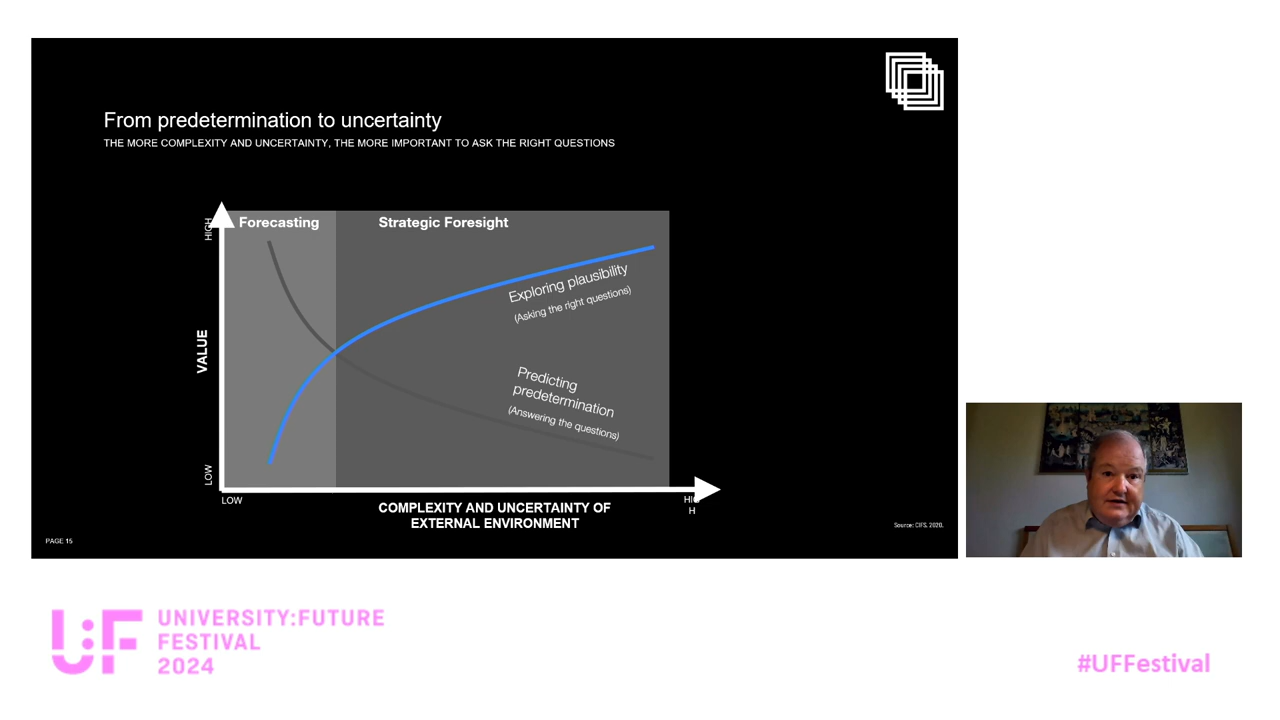 From predetermination to uncertainty
THE MORE COMPLEXITY AND UNCERTAINTY, THE MORE IMPORTANT TO ASK THE RIGHT QUESTIONS
HIGH
Forecasting
Strategic Foresight
Exploring plausibility
(Asking the right questions)
VALUE
Predicting
predetermination
(Answering the questions)
LOW
LOW
HIG
H
COMPLEXITY AND UNCERTAINTY OF
EXTERNAL ENVIRONMENT
Source: CIFS, 2020.
PAGE 15
U:F
UNIVERSITY:FUTURE
FESTIVAL
2024
#UFFestival